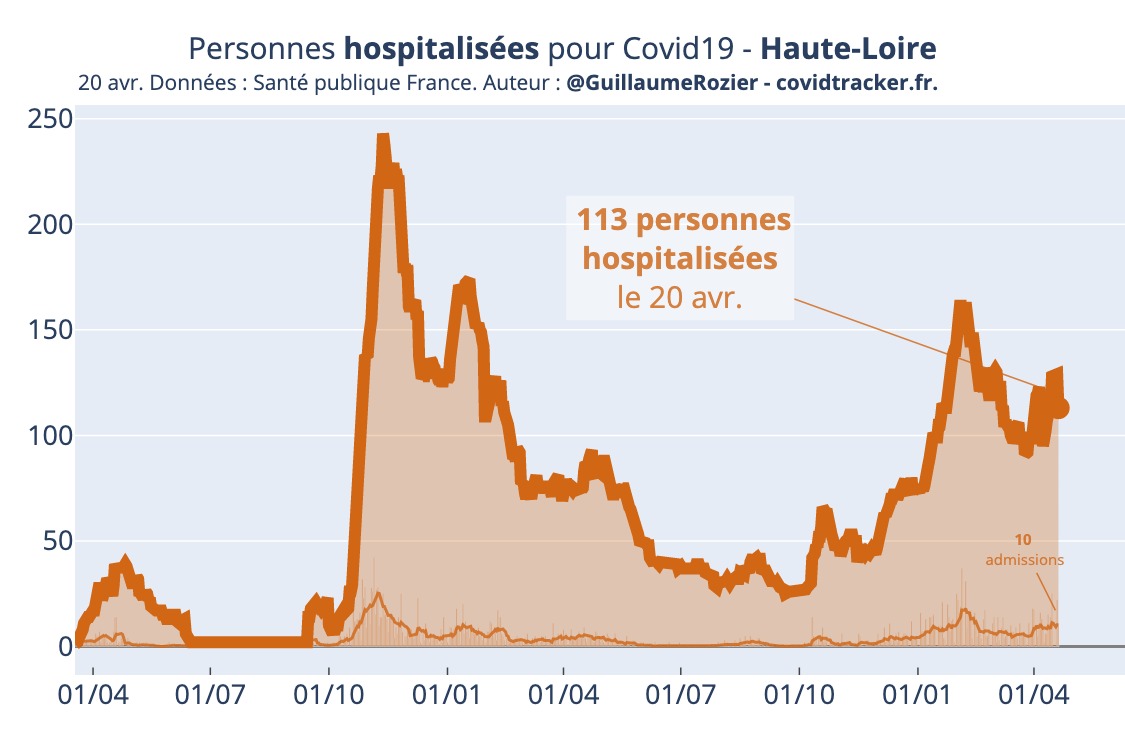 Personnes hospitalisées pour Covid19 - Haute-Loire
20 avr. Données : Santé publique France. Auteur : @GuillaumeRozier - covidtracker.fr.
250
200
150
100
50
0
113 personnes
hospitalisées
le 20 avr.
10
admissions
01/04
01/07
01/10
01/01
01/04
01/07
01/10
01/01
01/04